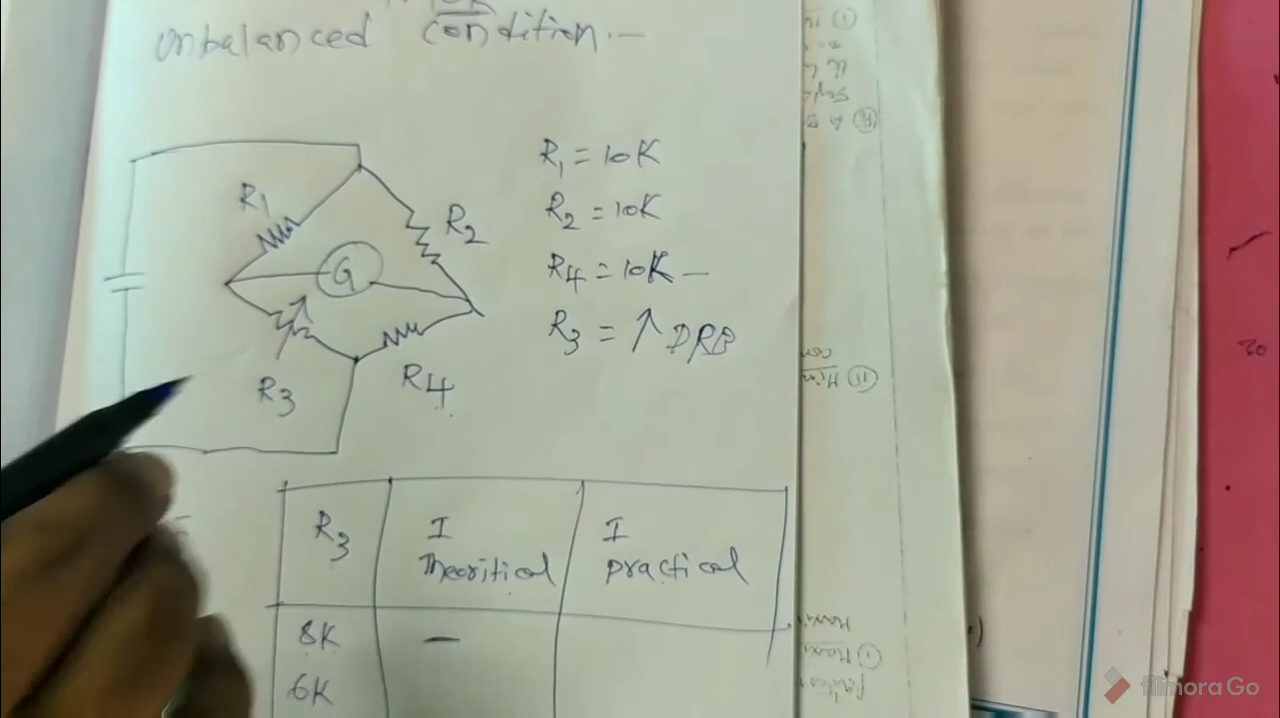 unbalanced condition.—
R1
R2
G
R3
R4
R1 = 10K
R2 = 10K
R4 = 10K —
R3 = ↑ DRB
R3
I
Theoritical
I
practical
8K
—
6K
filmora Go